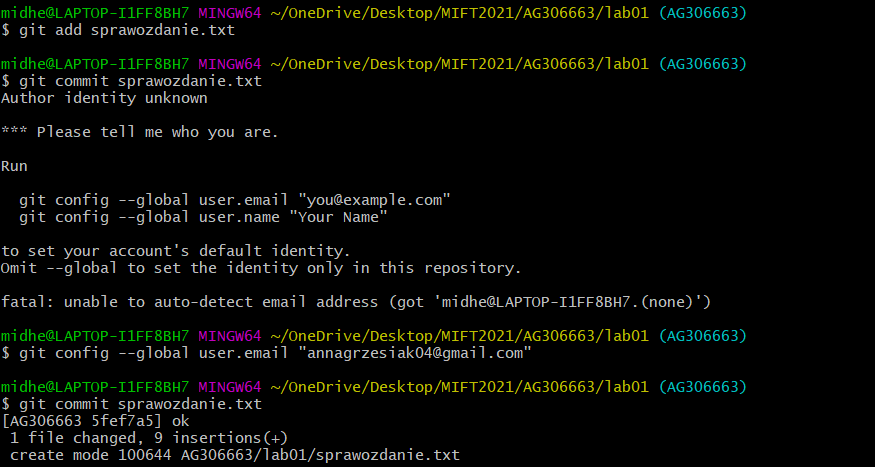 midhe@LAPTOP-I1FF8BH7 MINGW64 ~/OneDrive/Desktop/MIFT2021/AG306663/lab01 (AG306663)
$ git add sprawozdanie.txt
midhe@LAPTOP-I1FF8BH7 MINGW64 ~/OneDrive/Desktop/MIFT2021/AG306663/lab01 (AG306663)
$ git commit sprawozdanie.txt
Author identity unknown
*** Please tell me who you are.
Run
  git config --global user.email "you@example.com"
  git config --global user.name "Your Name"
to set your account's default identity.
Omit --global to set the identity only in this repository.
fatal: unable to auto-detect email address (got 'midhe@LAPTOP-I1FF8BH7.(none)')
midhe@LAPTOP-I1FF8BH7 MINGW64 ~/OneDrive/Desktop/MIFT2021/AG306663/lab01 (AG306663)
$ git config --global user.email "annagrzesiak04@gmail.com"
midhe@LAPTOP-I1FF8BH7 MINGW64 ~/OneDrive/Desktop/MIFT2021/AG306663/lab01 (AG306663)
$ git commit sprawozdanie.txt
[AG306663 5fef7a5] ok
 1 file changed, 9 insertions(+)
 create mode 100644 AG306663/lab01/sprawozdanie.txt